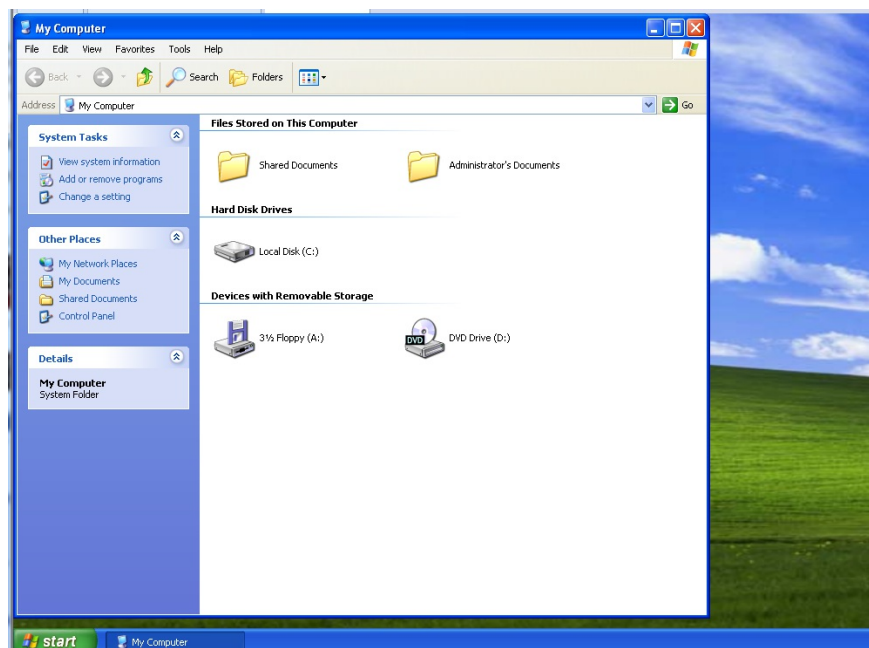 My Computer
File Edit View Favorites Tools Help
Back Search Folders
Address My Computer Go
System Tasks
View system information
Add or remove programs
Change a setting
Other Places
My Network Places
My Documents
Shared Documents
Control Panel
Details
My Computer
System Folder
Files Stored on This Computer
Shared Documents Administrator's Documents
Hard Disk Drives
Local Disk (C:)
Devices with Removable Storage
3½ Floppy (A:) DVD DVD Drive (D:)
start My Computer